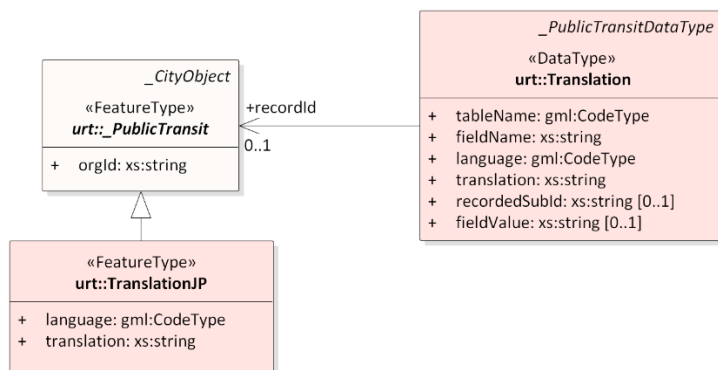 _CityObject
«FeatureType»
urt::_PublicTransit
+ orgId: xs:string
+recordId
0..1
_PublicTransitDataType
«DataType»
urt::Translation
+ tableName: gml:CodeType
+ fieldName: xs:string
+ language: gml:CodeType
+ translation: xs:string
+ recordedSubId: xs:string [0..1]
+ fieldValue: xs:string [0..1]
«FeatureType»
urt::TranslationJP
+ language: gml:CodeType
+ translation: xs:string